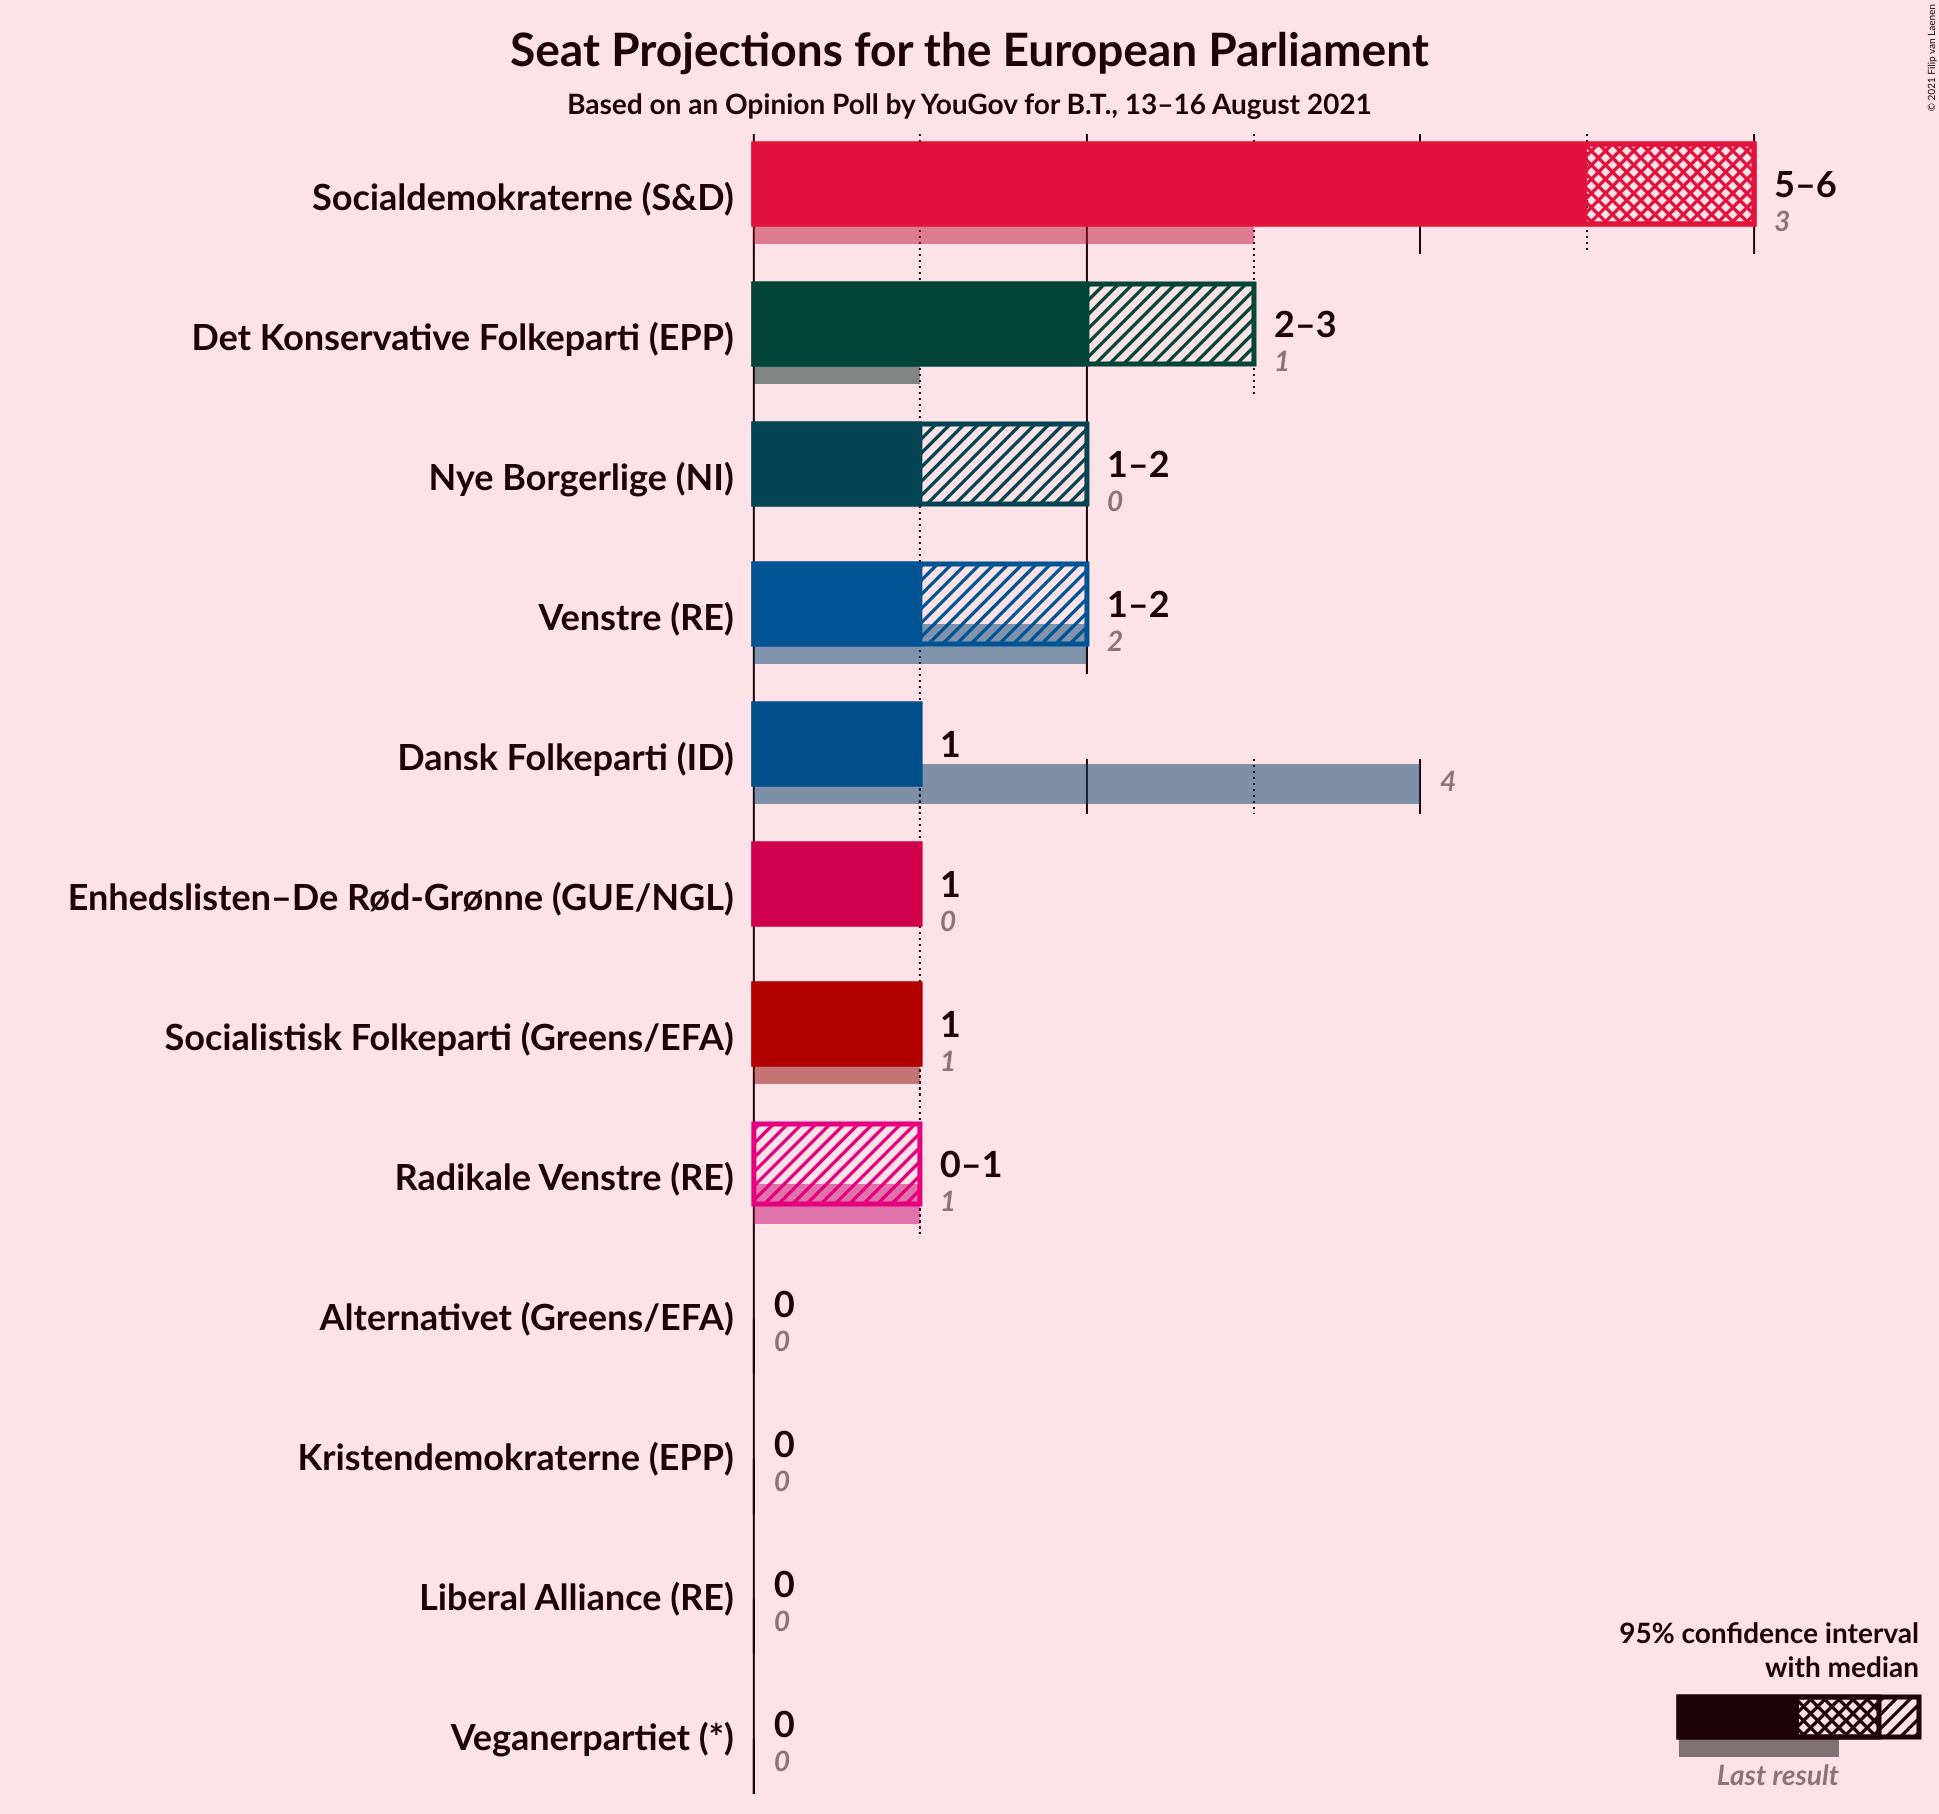 Seat Projections for the European Parliament
Based on an Opinion Poll by YouGov for B.T., 13–16 August 2021
© 2021 Filip van Laenen
Socialdemokraterne (S&D)
5–6
3
Det Konservative Folkeparti (EPP)
2–3
1
Nye Borgerlige (NI)
1–2
0
Venstre (RE)
1–2
2
Dansk Folkeparti (ID)
1
4
Enhedslisten–De Rød-Grønne (GUE/NGL)
1
0
Socialistisk Folkeparti (Greens/EFA)
1
1
Radikale Venstre (RE)
0–1
1
Alternativet (Greens/EFA)
0
0
Kristendemokraterne (EPP)
0
0
Liberal Alliance (RE)
0
0
Veganerpartiet (*)
0
0
95% confidence interval
with median
Last result